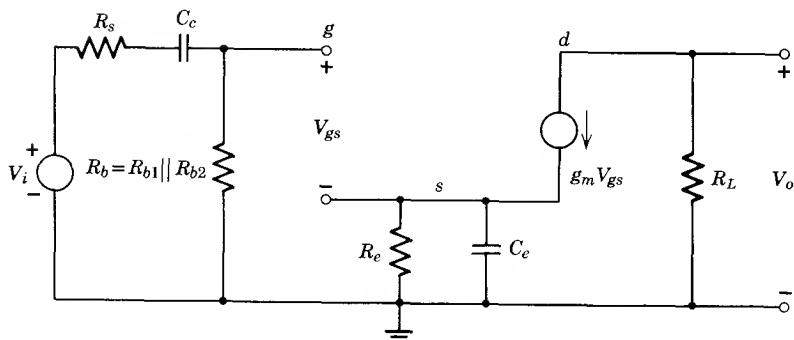 R_s
C_c
g
+
d
+
V_gs
+
V_i
−
R_b = R_b1 || R_b2
g_m V_gs
R_L
V_o
−
s
R_e
C_e
−